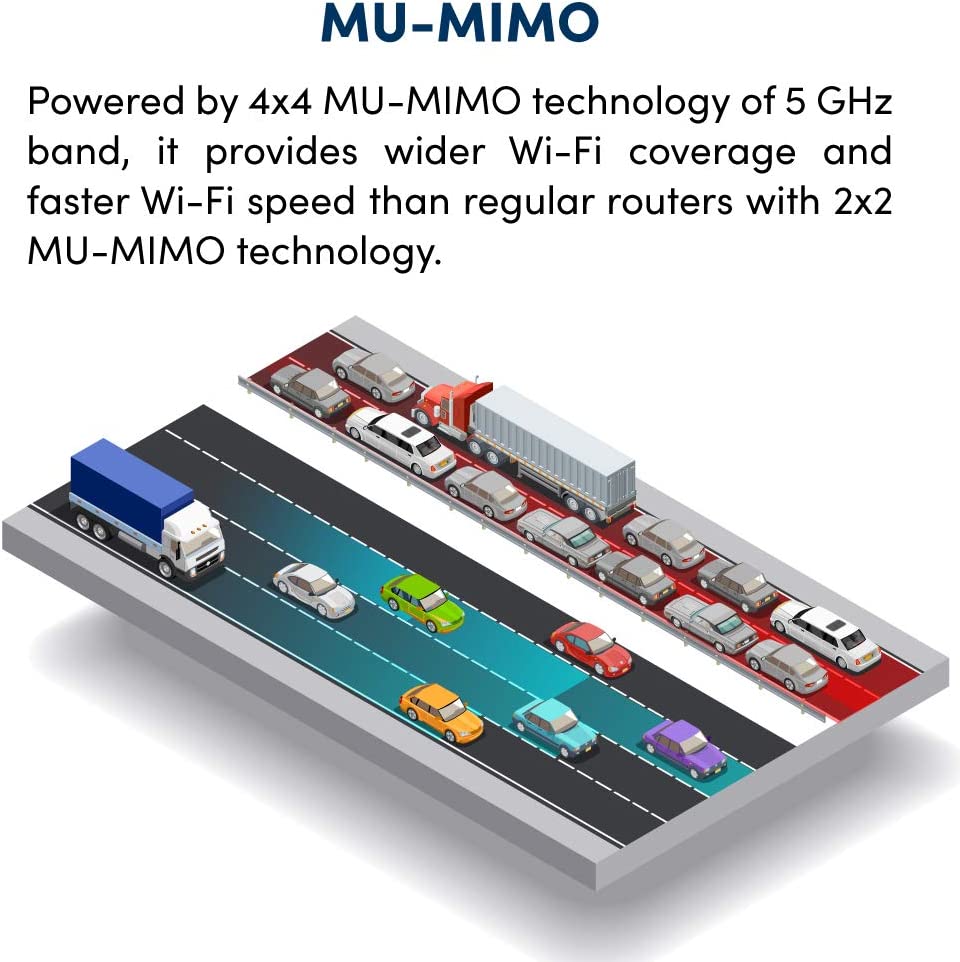 MU-MIMO
Powered by 4x4 MU-MIMO technology of 5 GHz
band, it provides wider Wi-Fi coverage and
faster Wi-Fi speed than regular routers with 2x2
MU-MIMO technology.